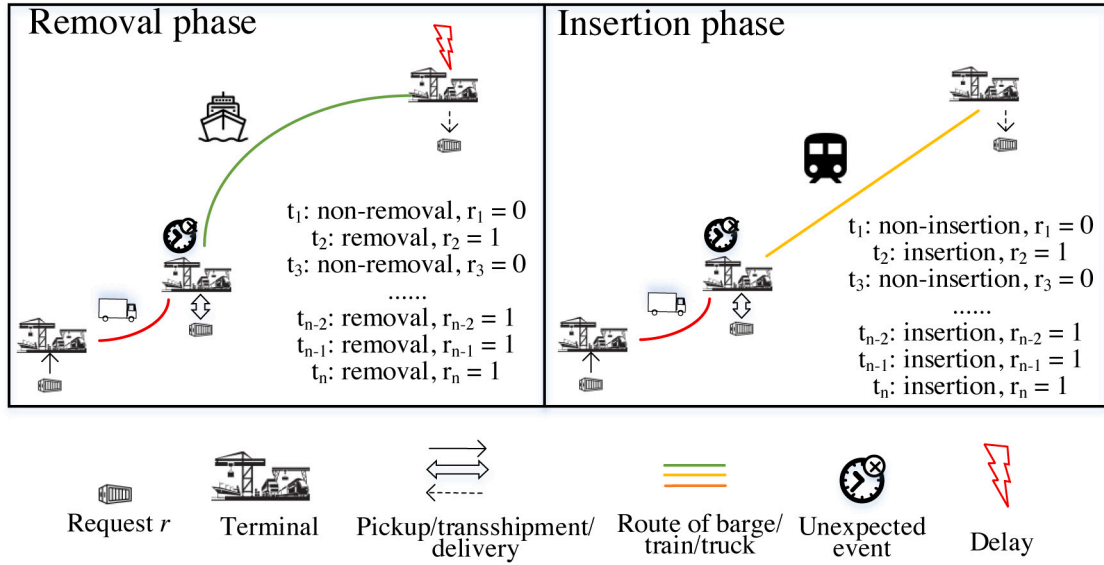 Removal phase
t₁: non-removal, r₁ = 0
t₂: removal, r₂ = 1
t₃: non-removal, r₃ = 0
......
tₙ₋₂: removal, rₙ₋₂ = 1
tₙ₋₁: removal, rₙ₋₁ = 1
tₙ: removal, rₙ = 1
Insertion phase
t₁: non-insertion, r₁ = 0
t₂: insertion, r₂ = 1
t₃: non-insertion, r₃ = 0
......
tₙ₋₂: insertion, rₙ₋₂ = 1
tₙ₋₁: insertion, rₙ₋₁ = 1
tₙ: insertion, rₙ = 1
Request r
Terminal
Pickup/transshipment/
delivery
Route of barge/
train/truck
Unexpected
event
Delay